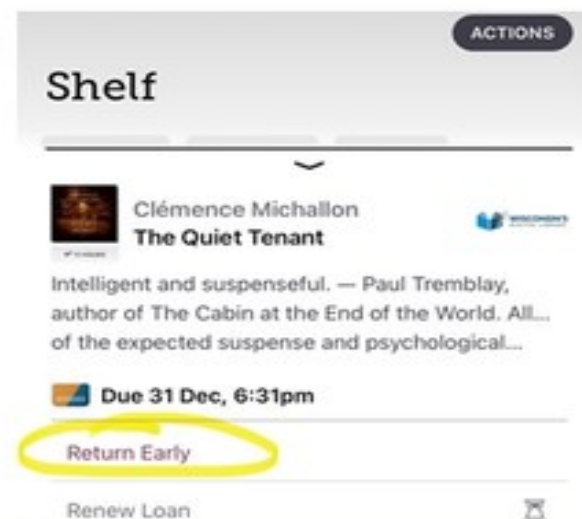 ACTIONS
Shelf
Clémence Michallon
The Quiet Tenant
Intelligent and suspenseful. — Paul Tremblay,
author of The Cabin at the End of the World. All...
of the expected suspense and psychological...
Due 31 Dec, 6:31pm
Return Early
Renew Loan